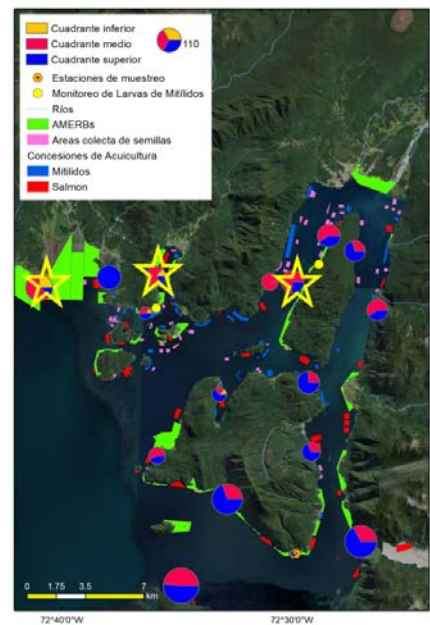 Cuadrante inferior
Cuadrante medio
Cuadrante superior
110
Estaciones de muestreo
Monitoreo de Larvas de Mitílidos
Ríos
AMERBs
Areas colecta de semillas
Concesiones de Acuicultura
Mitilidos
Salmon
0 1.75 3.5 7
km
72°40'0"W 72°30'0"W